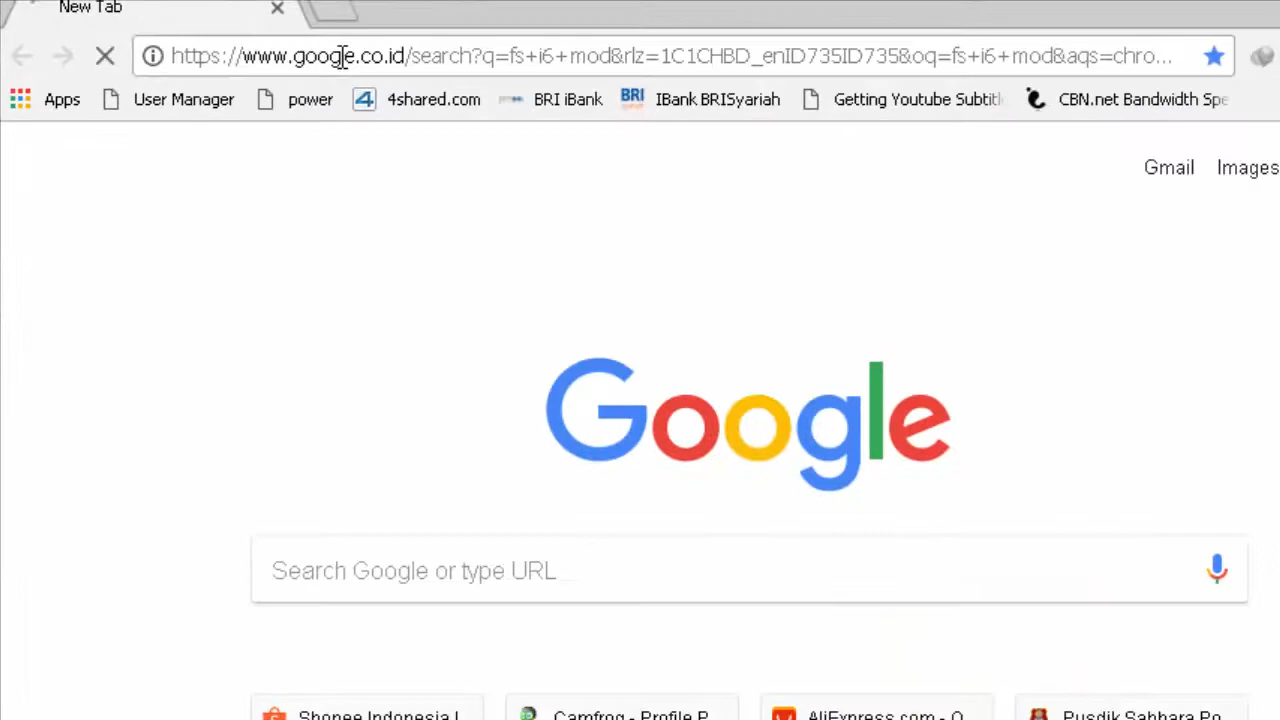 New Tab
https://www.google.co.id/search?q=fs+i6+mod&rlz=1C1CHBD_enID735ID735&oq=fs+i6+mod&aqs=chro...
Apps User Manager power 4shared.com BRI iBank BRI IBank BRISyariah Getting Youtube Subtitl CBN.net Bandwidth Spe
Gmail Images
Google
Search Google or type URL
Shopee Indonesia | Camfrog - Profile P AliExpress.com - O Pusdik Sabhara Po